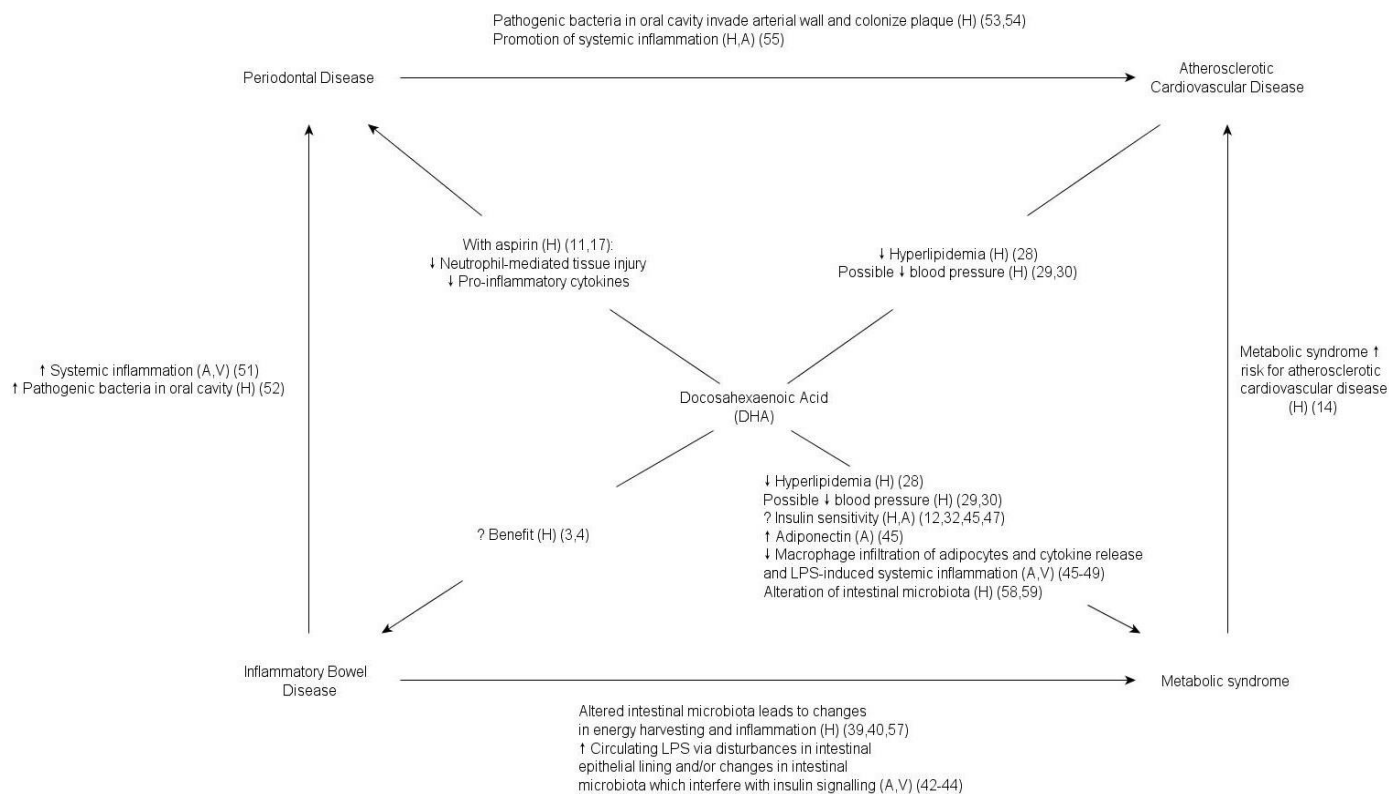 Pathogenic bacteria in oral cavity invade arterial wall and colonize plaque (H) (53,54)
Promotion of systemic inflammation (H,A) (55)
Periodontal Disease
Atherosclerotic
Cardiovascular Disease
With aspirin (H) (11,17):
↓ Neutrophil-mediated tissue injury
↓ Pro-inflammatory cytokines
↓ Hyperlipidemia (H) (28)
Possible ↓ blood pressure (H) (29,30)
↑ Systemic inflammation (A,V) (51)
↑ Pathogenic bacteria in oral cavity (H) (52)
Metabolic syndrome ↑
risk for atherosclerotic
cardiovascular disease
(H) (14)
Docosahexaenoic Acid
(DHA)
? Benefit (H) (3,4)
↓ Hyperlipidemia (H) (28)
Possible ↓ blood pressure (H) (29,30)
? Insulin sensitivity (H,A) (12,32,45,47)
↑ Adiponectin (A) (45)
↓ Macrophage infiltration of adipocytes and cytokine release
and LPS-induced systemic inflammation (A,V) (45-49)
Alteration of intestinal microbiota (H) (58,59)
Inflammatory Bowel
Disease
Metabolic syndrome
Altered intestinal microbiota leads to changes
in energy harvesting and inflammation (H) (39,40,57)
↑ Circulating LPS via disturbances in intestinal
epithelial lining and/or changes in intestinal
microbiota which interfere with insulin signalling (A,V) (42-44)